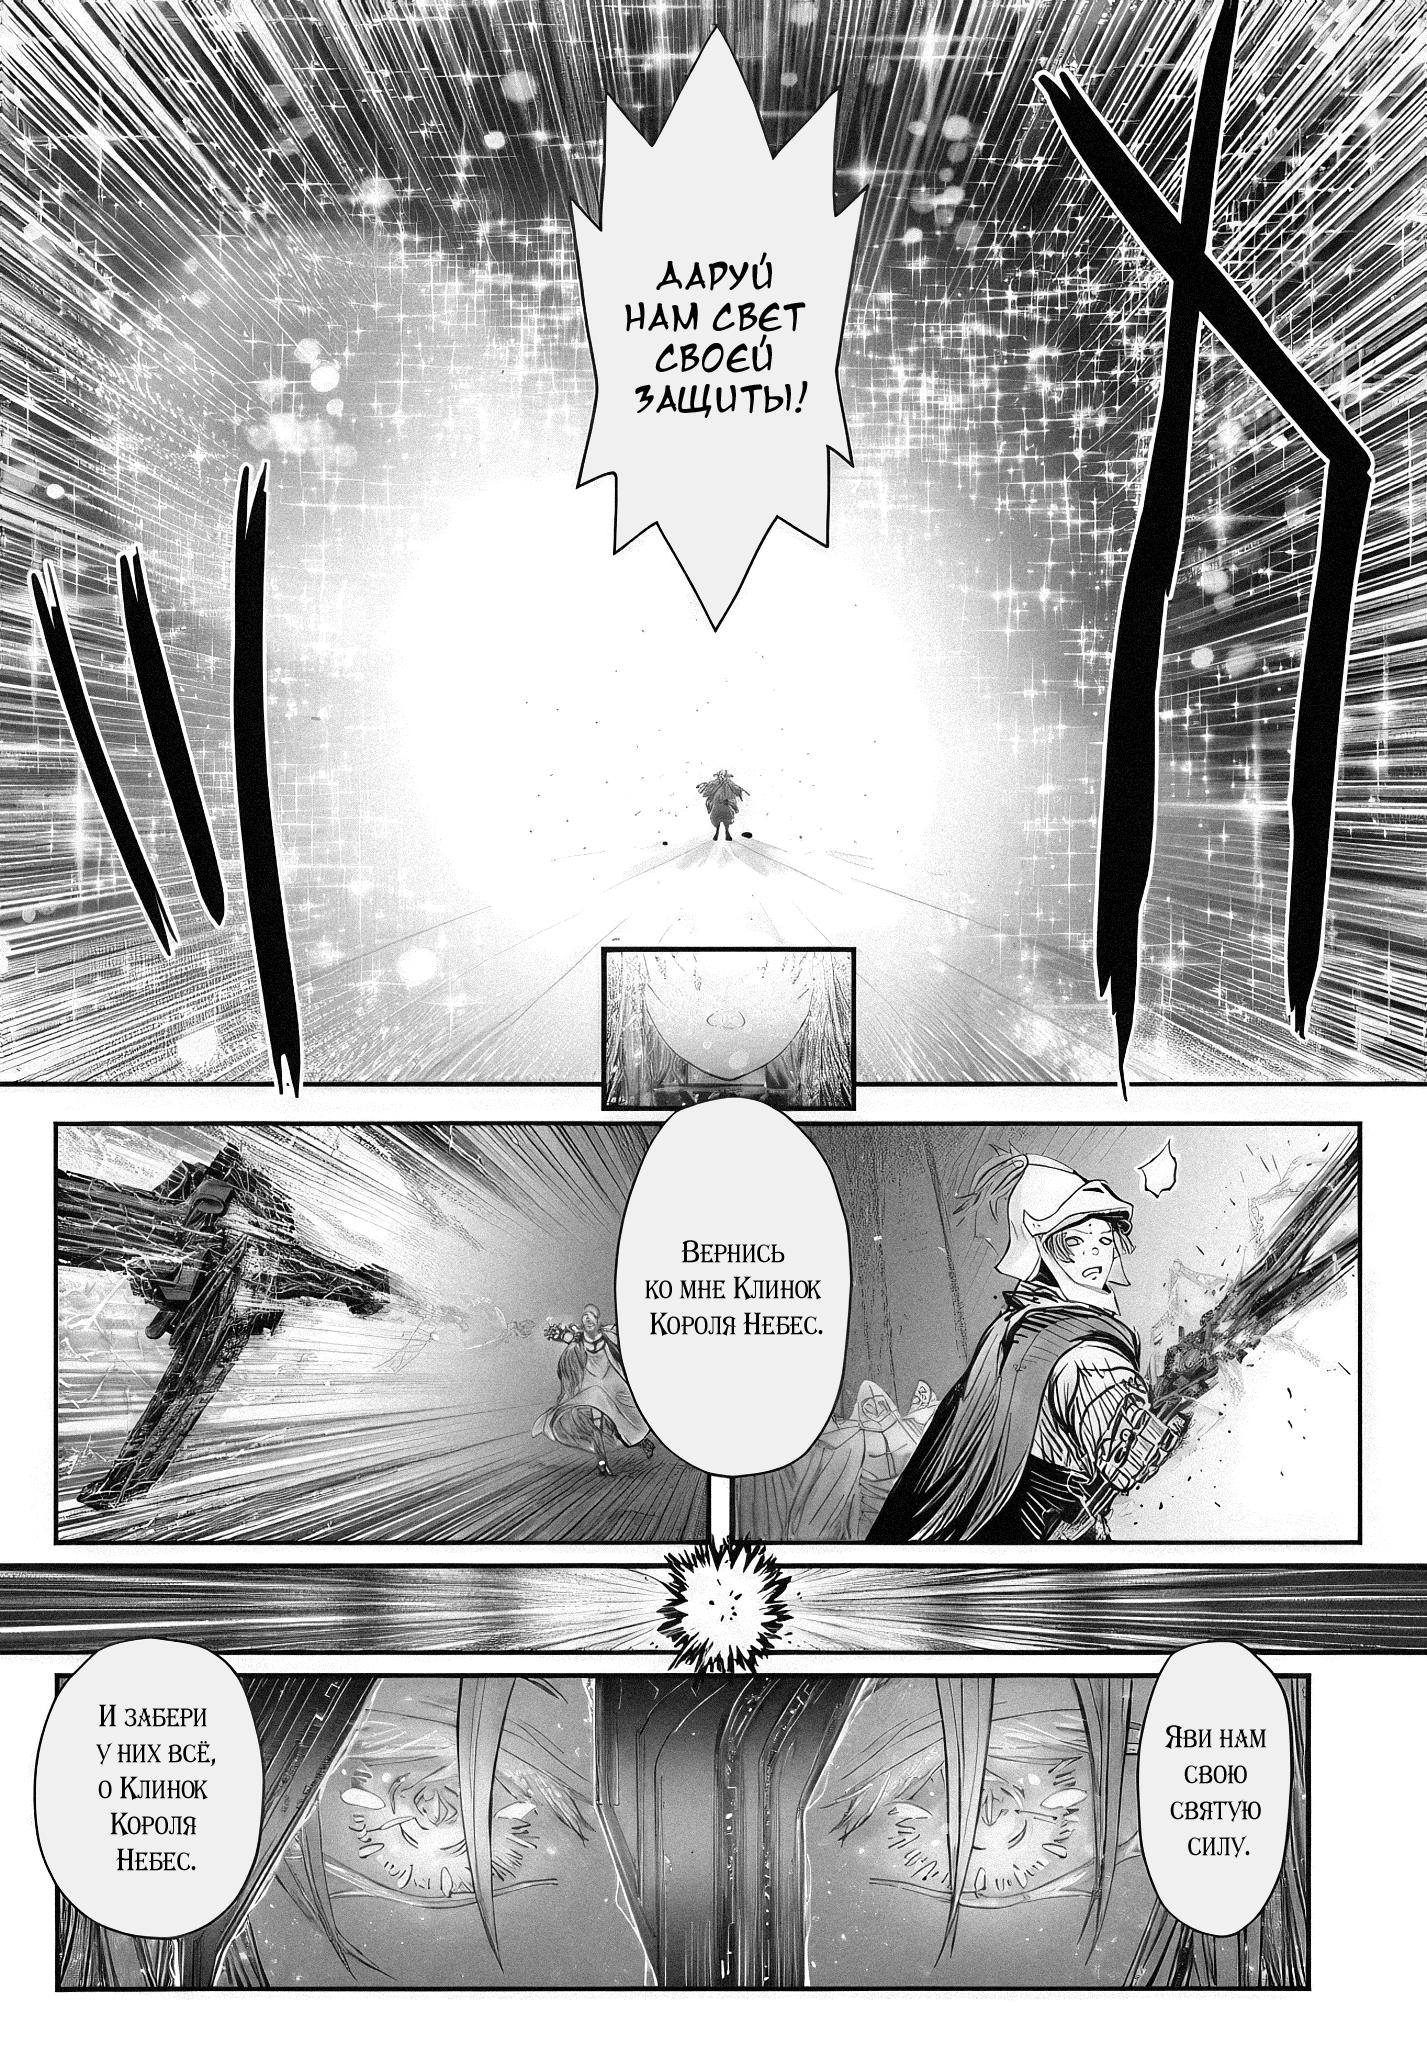 ДАРУЙ
НАМ СВЕТ
СВОЕЙ
ЗАЩИТЫ!
Вернись
ко мне Клинок
Короля Небес.
Яви нам
свою
святую
силу.
И забери
у них всё,
о Клинок
Короля
Небес.